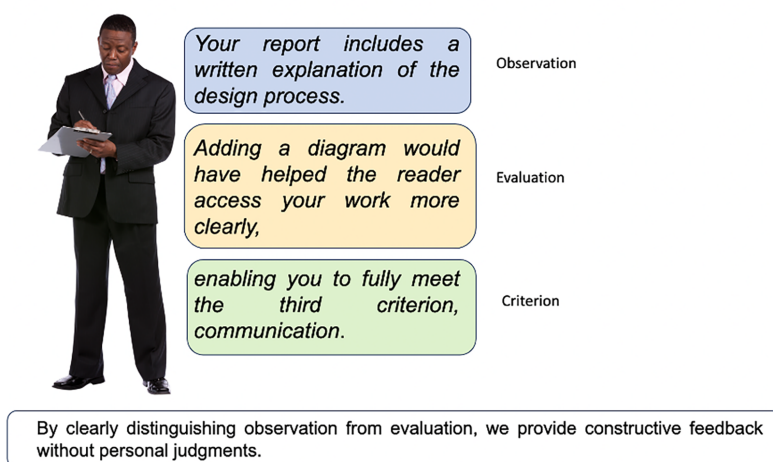 Your report includes a
written explanation of the
design process.
Observation
Adding a diagram would
have helped the reader
access your work more
clearly,
Evaluation
enabling you to fully meet
the third criterion,
communication.
Criterion
By clearly distinguishing observation from evaluation, we provide constructive feedback
without personal judgments.